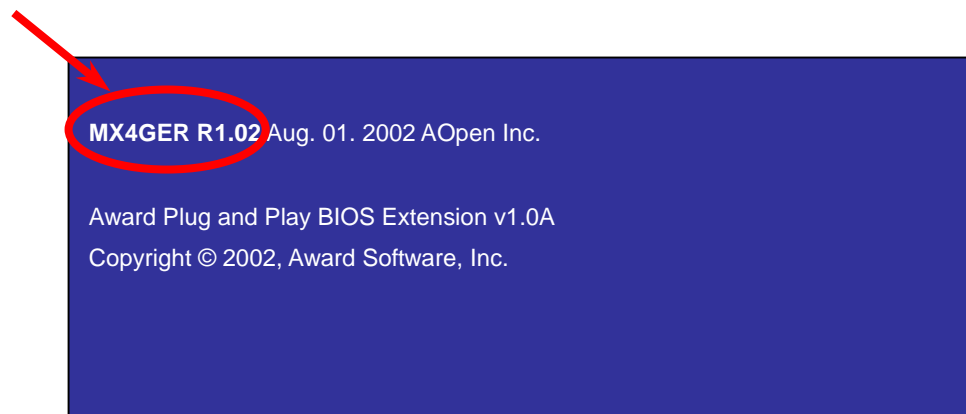 MX4GER R1.02 Aug. 01. 2002 AOpen Inc.
Award Plug and Play BIOS Extension v1.0A
Copyright © 2002, Award Software, Inc.